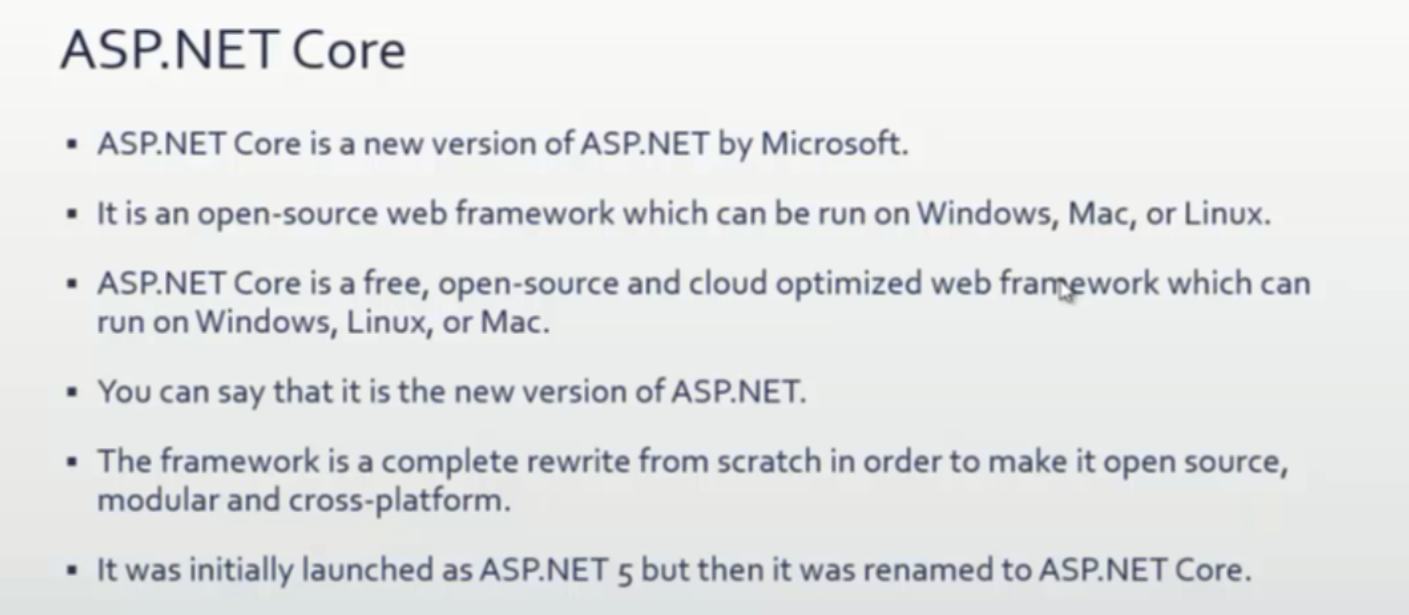 ASP.NET Core
▪ ASP.NET Core is a new version of ASP.NET by Microsoft.
▪ It is an open-source web framework which can be run on Windows, Mac, or Linux.
▪ ASP.NET Core is a free, open-source and cloud optimized web framework which can
run on Windows, Linux, or Mac.
▪ You can say that it is the new version of ASP.NET.
▪ The framework is a complete rewrite from scratch in order to make it open source,
modular and cross-platform.
▪ It was initially launched as ASP.NET 5 but then it was renamed to ASP.NET Core.